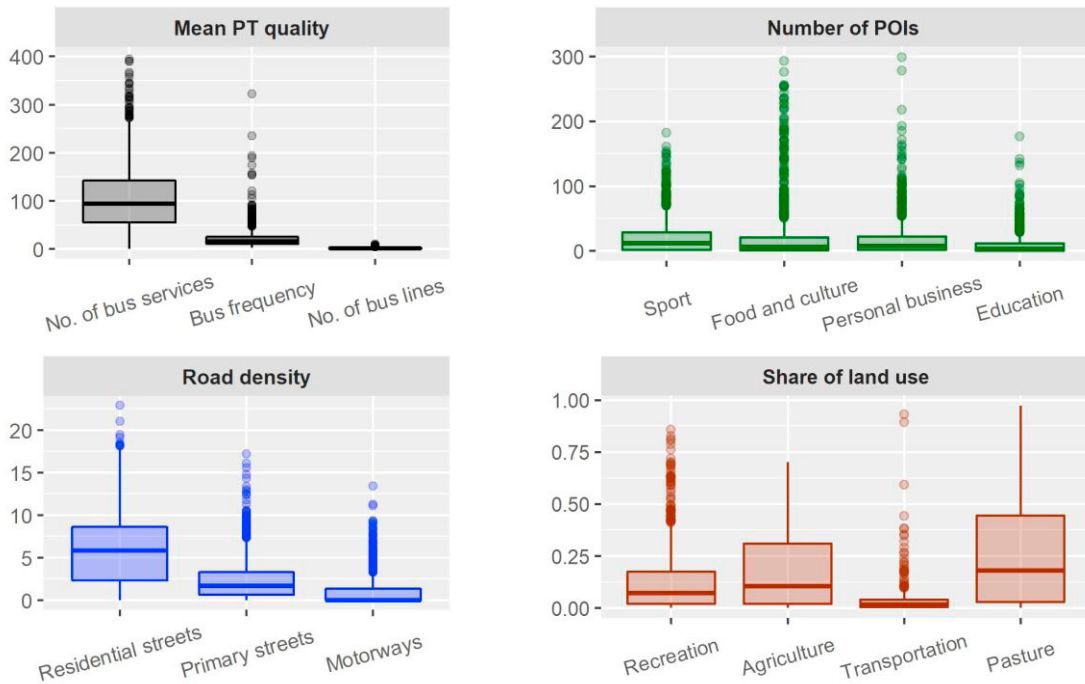 Mean PT quality
400
300
200
100
0
No. of bus services
Bus frequency
No. of bus lines
Number of POIs
300
200
100
0
Sport
Food and culture
Personal business
Education
Road density
20
15
10
5
0
Residential streets
Primary streets
Motorways
Share of land use
1.00
0.75
0.50
0.25
0.00
Recreation
Agriculture
Transportation
Pasture